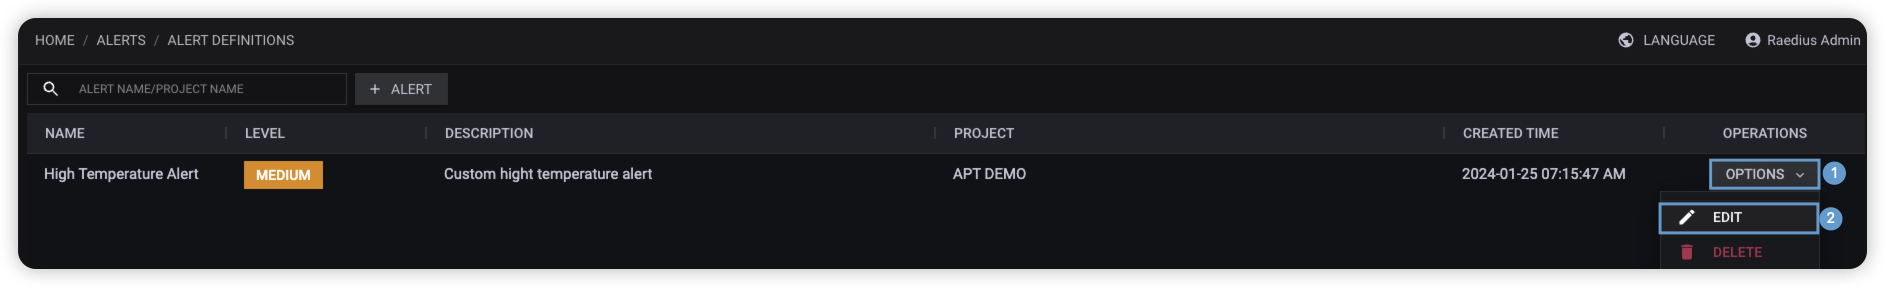 HOME / ALERTS / ALERT DEFINITIONS LANGUAGE Raedius Admin
ALERT NAME/PROJECT NAME + ALERT
NAME LEVEL DESCRIPTION PROJECT CREATED TIME OPERATIONS
High Temperature Alert MEDIUM Custom hight temperature alert APT DEMO 2024-01-25 07:15:47 AM OPTIONS 1
EDIT 2
DELETE